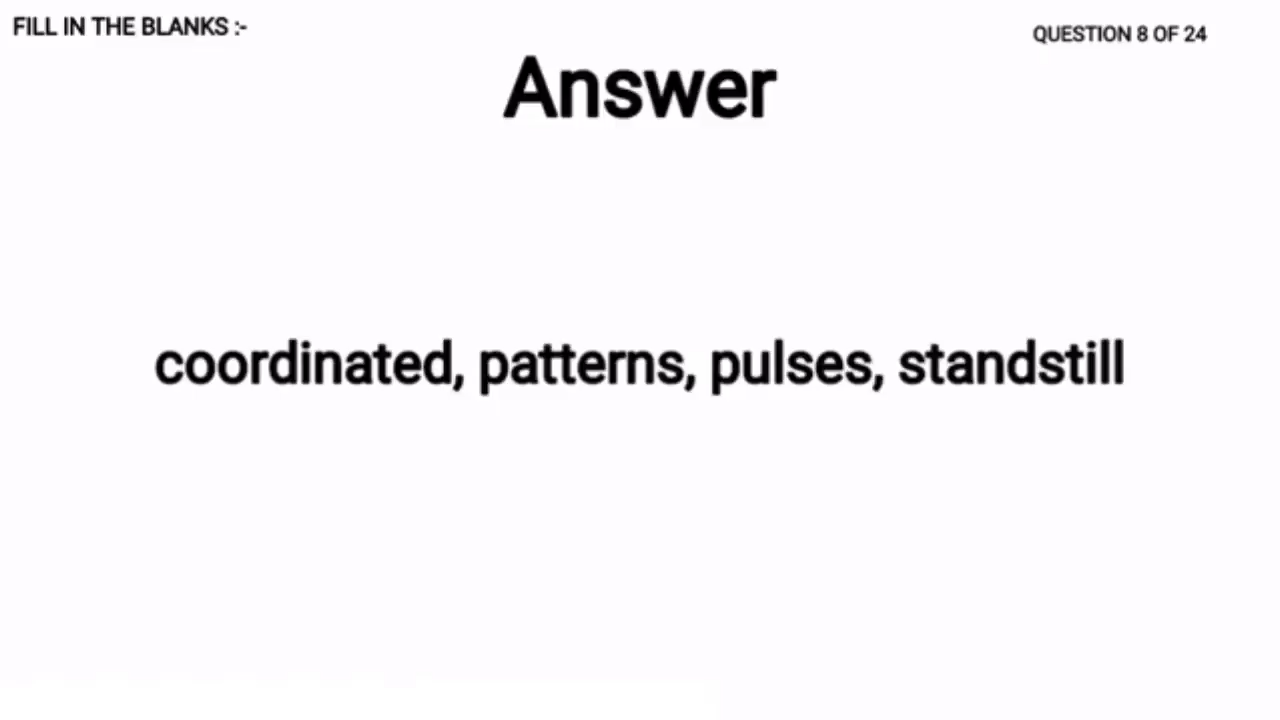 FILL IN THE BLANKS :-
QUESTION 8 OF 24
Answer
coordinated, patterns, pulses, standstill